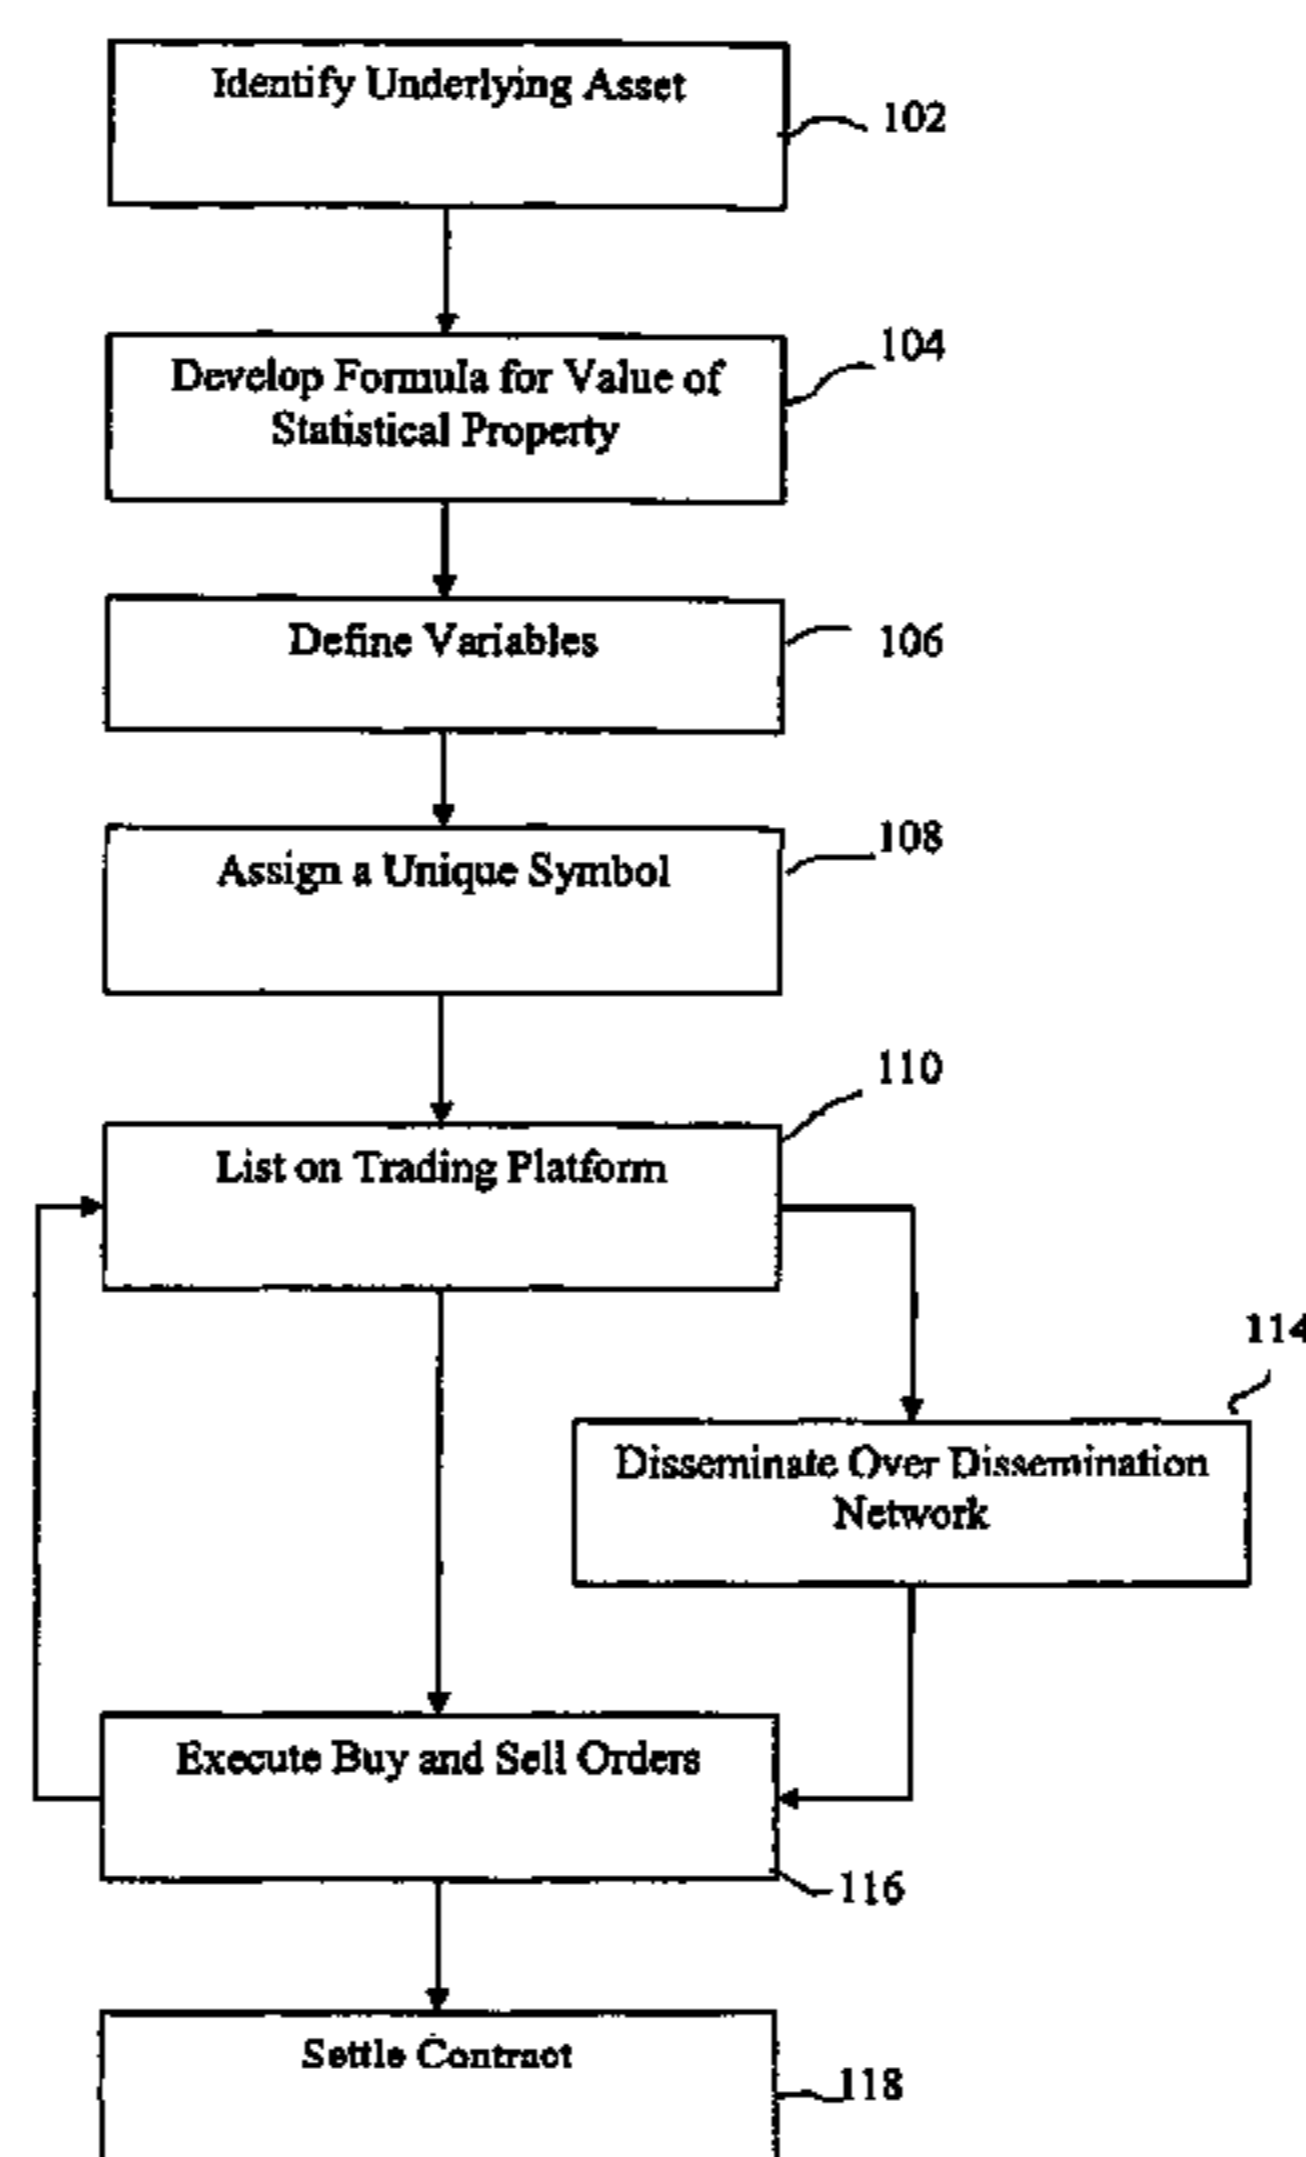 Identify Underlying Asset
102
Develop Formula for Value of
Statistical Property
104
Define Variables
106
Assign a Unique Symbol
108
List on Trading Platform
110
114
Disseminate Over Dissemination
Network
Execute Buy and Sell Orders
116
Settle Contract
118